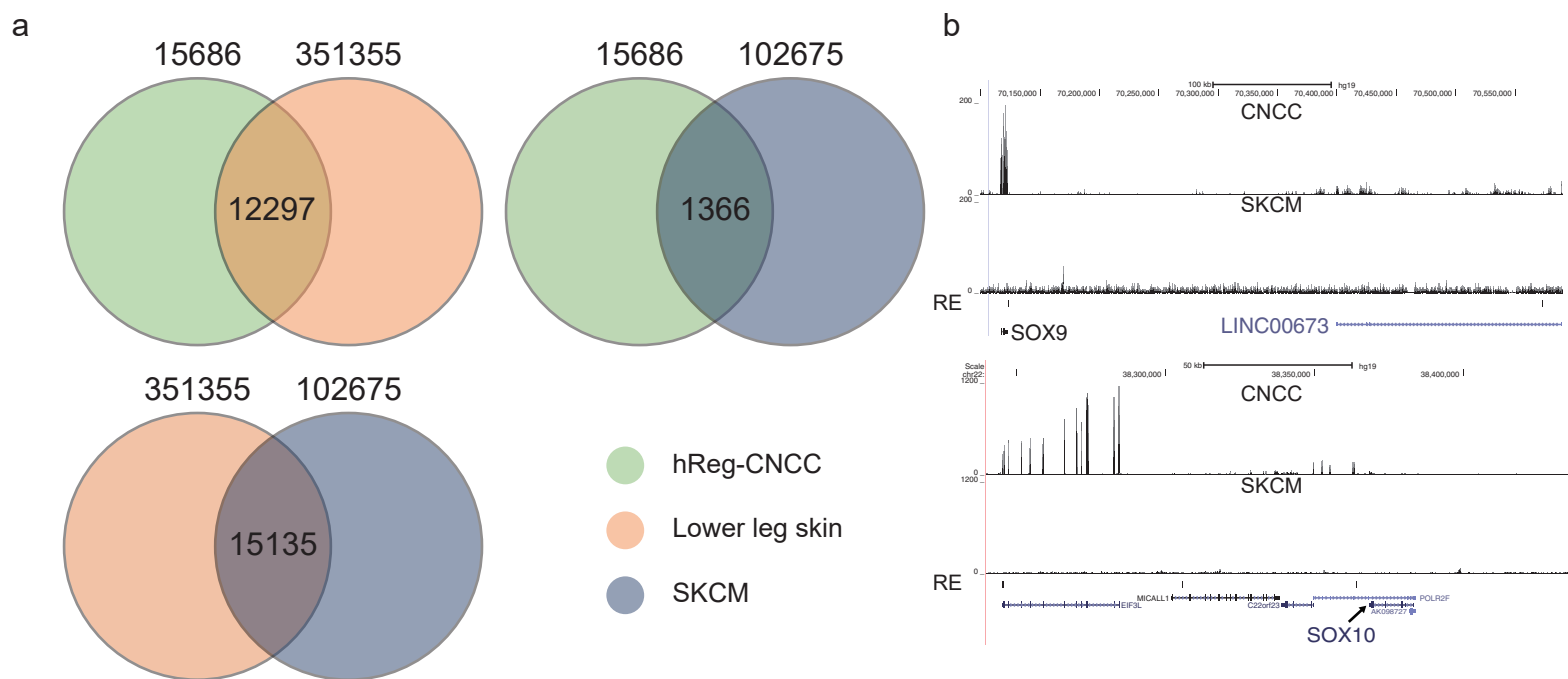 a
15686 351355
12297
15686 102675
1366
351355 102675
15135
hReg-CNCC
Lower leg skin
SKCM
b
100 kb hg19
70,150,000 70,200,000 70,250,000 70,300,000 70,350,000 70,400,000 70,450,000 70,500,000 70,550,000
200
CNCC
0
200
SKCM
0
RE
SOX9 LINC00673
Scale 50 kb hg19
chr22: 38,300,000 38,350,000 38,400,000
1200
CNCC
0
1200
SKCM
0
RE
MICALL1 POLR2F
EIF3L C22orf23
AK098727
SOX10